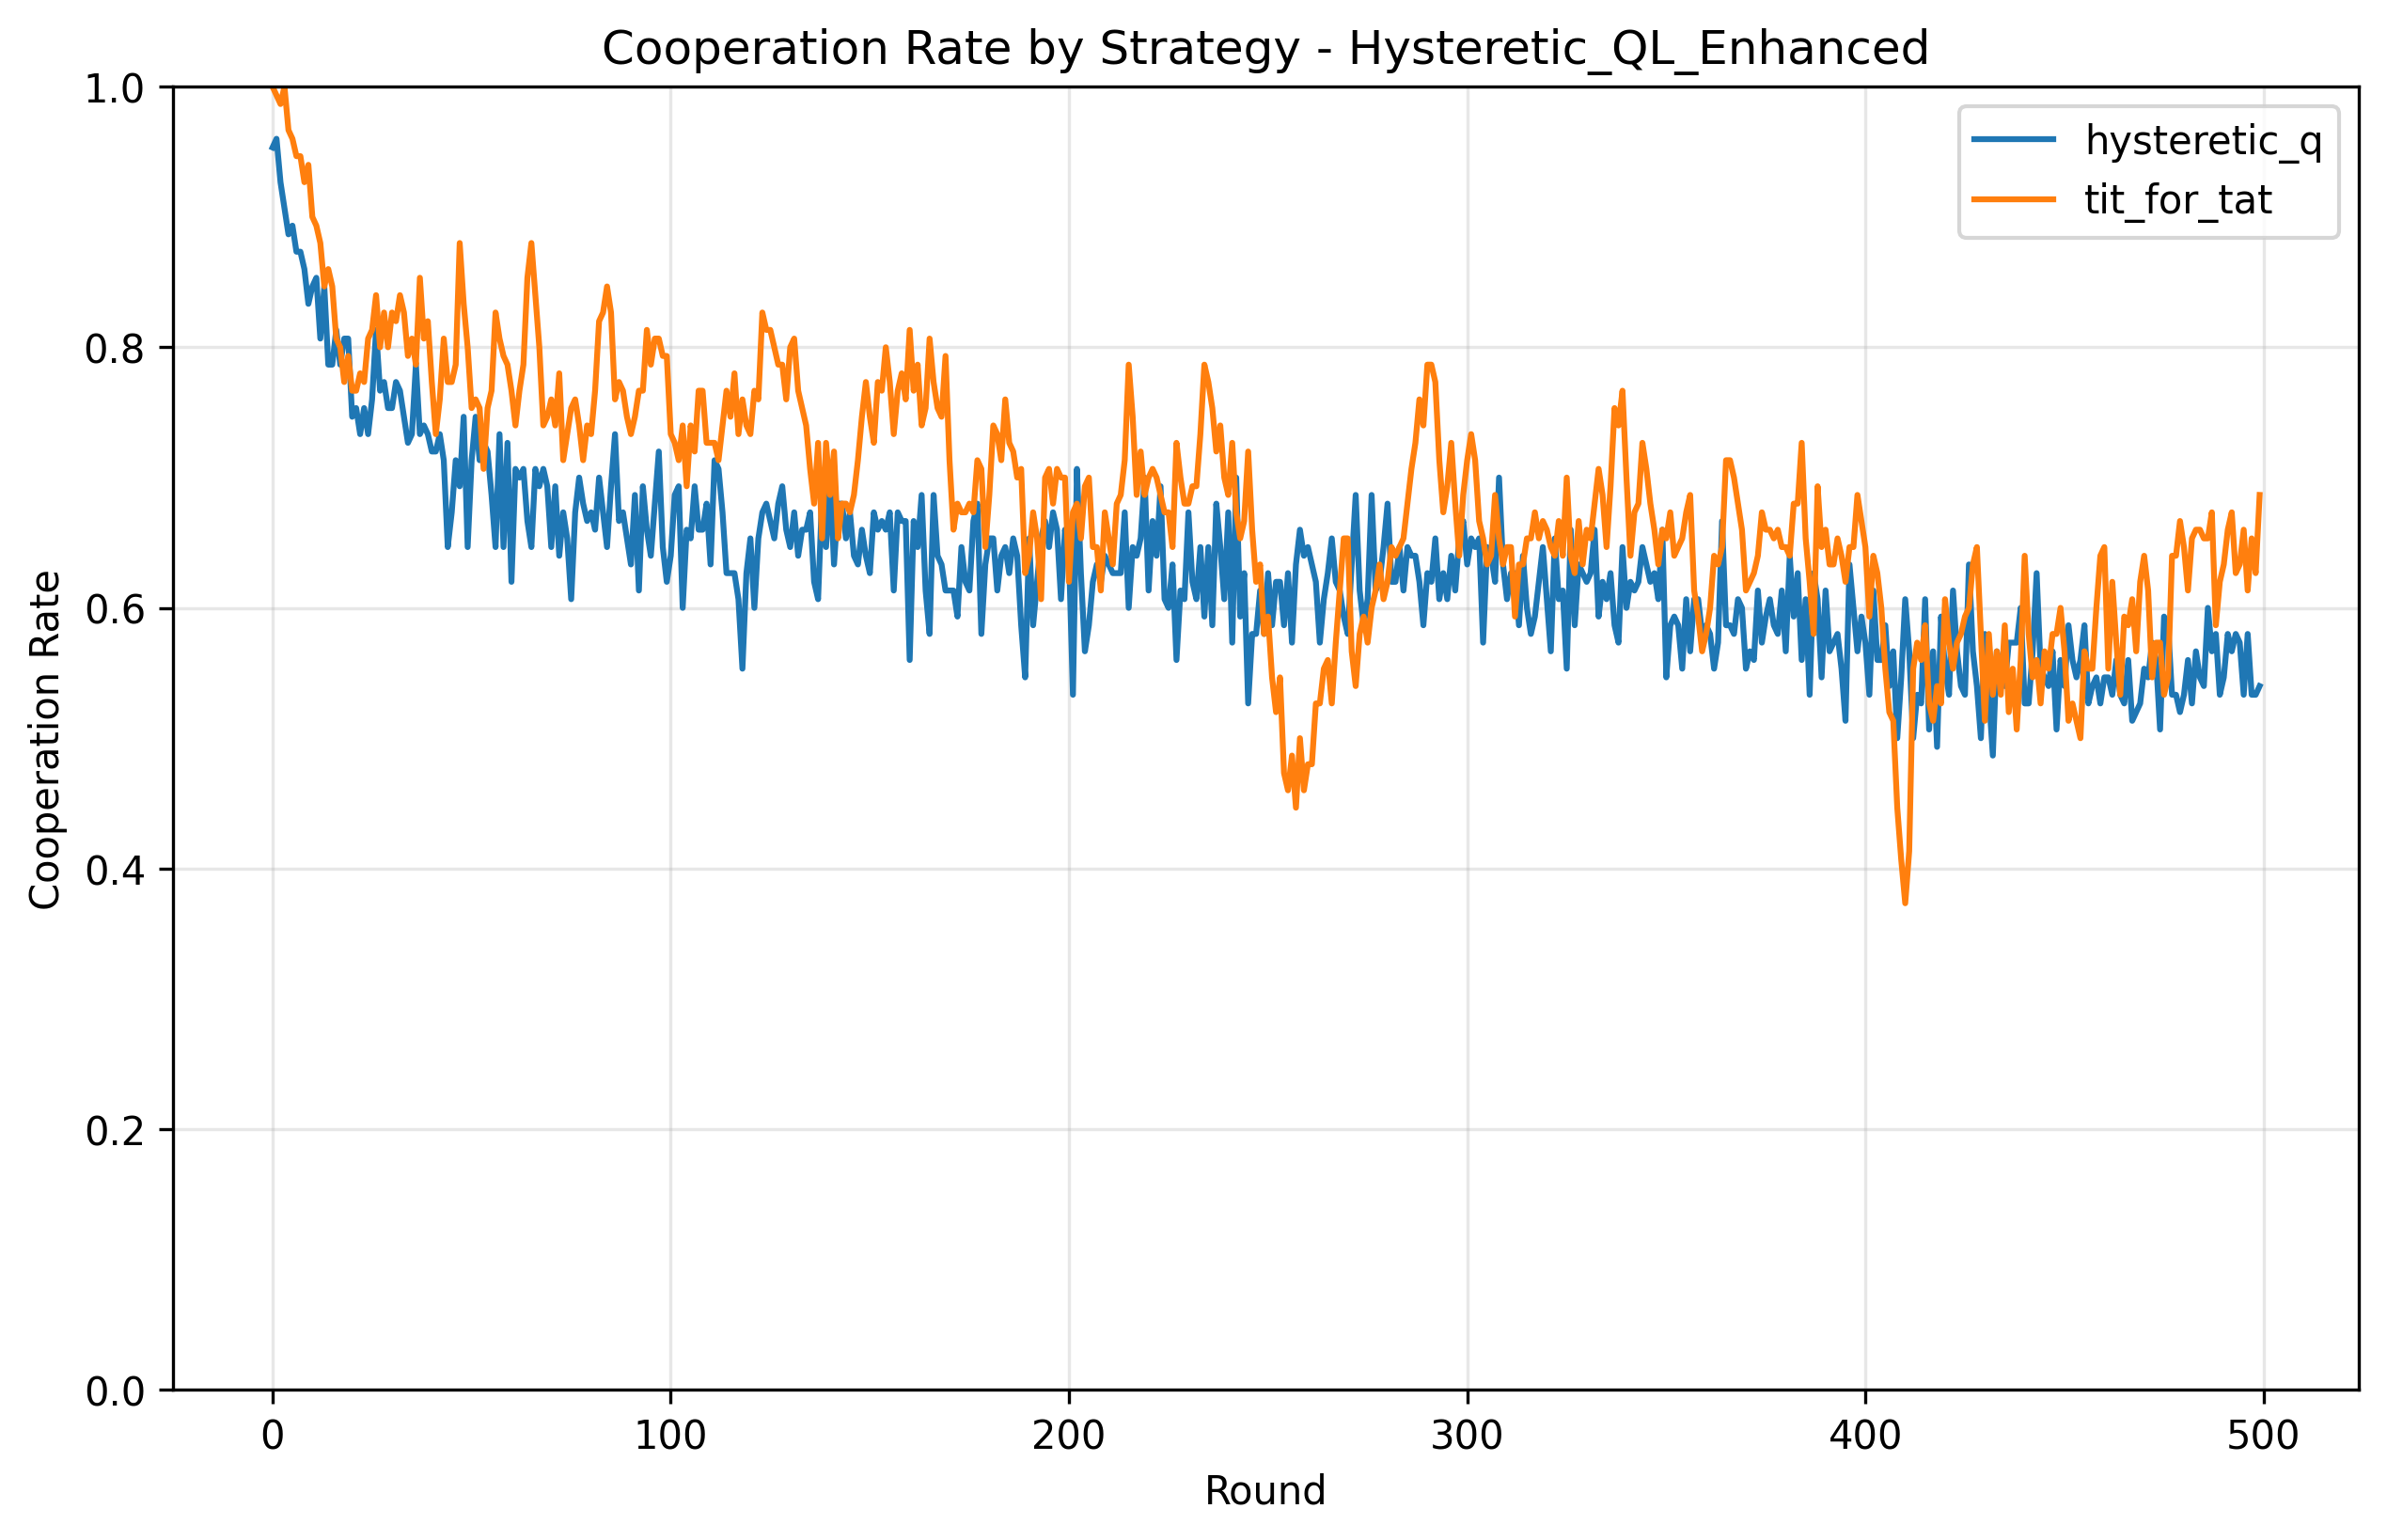 Cooperation Rate by Strategy - Hysteretic_QL_Enhanced
hysteretic_q
tit_for_tat
Cooperation Rate
1.0
0.8
0.6
0.4
0.2
0.0
0 100 200 300 400 500
Round